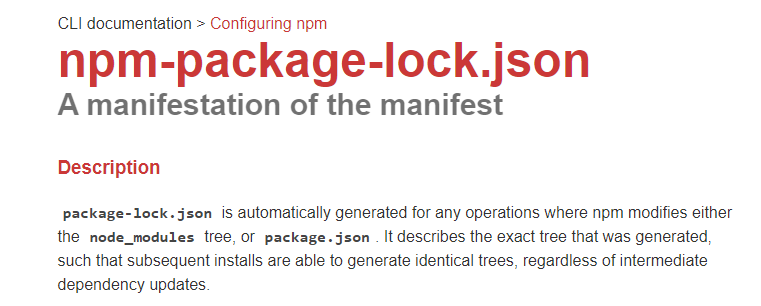 CLI documentation > Configuring npm
npm-package-lock.json
A manifestation of the manifest
Description
package-lock.json is automatically generated for any operations where npm modifies either
the node_modules tree, or package.json . It describes the exact tree that was generated,
such that subsequent installs are able to generate identical trees, regardless of intermediate
dependency updates.